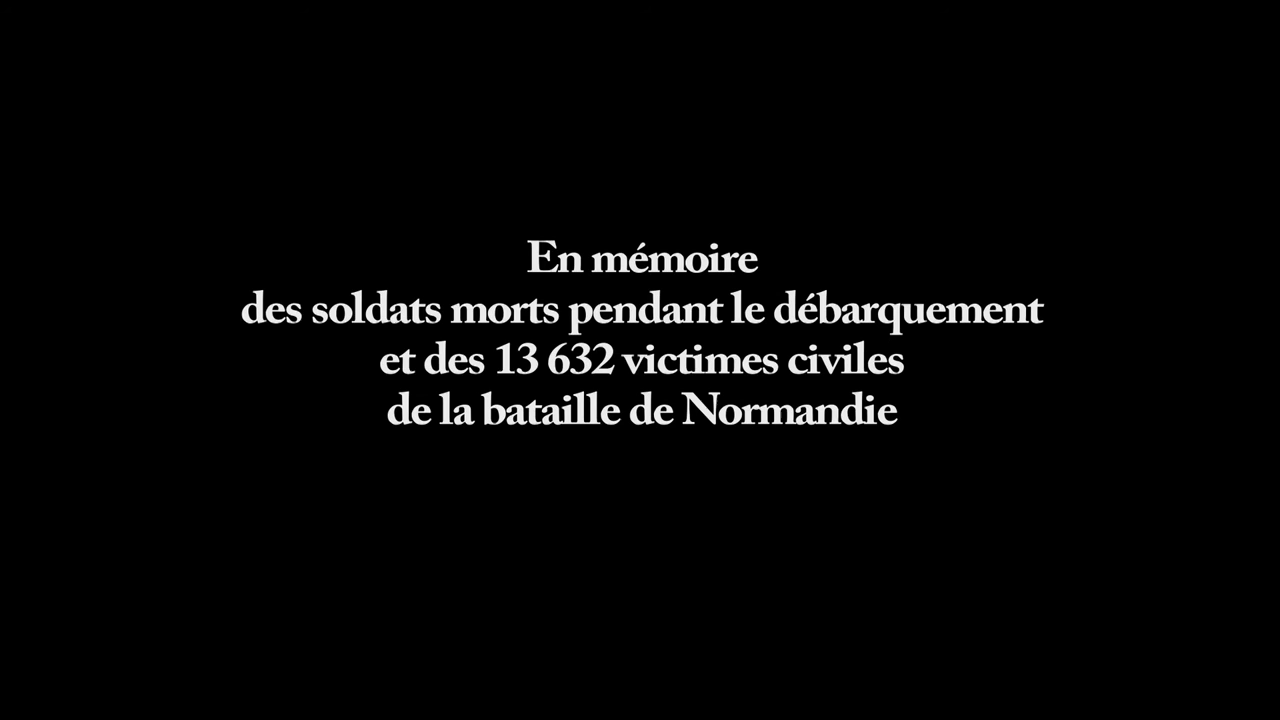 En mémoire
des soldats morts pendant le débarquement
et des 13 632 victimes civiles
de la bataille de Normandie